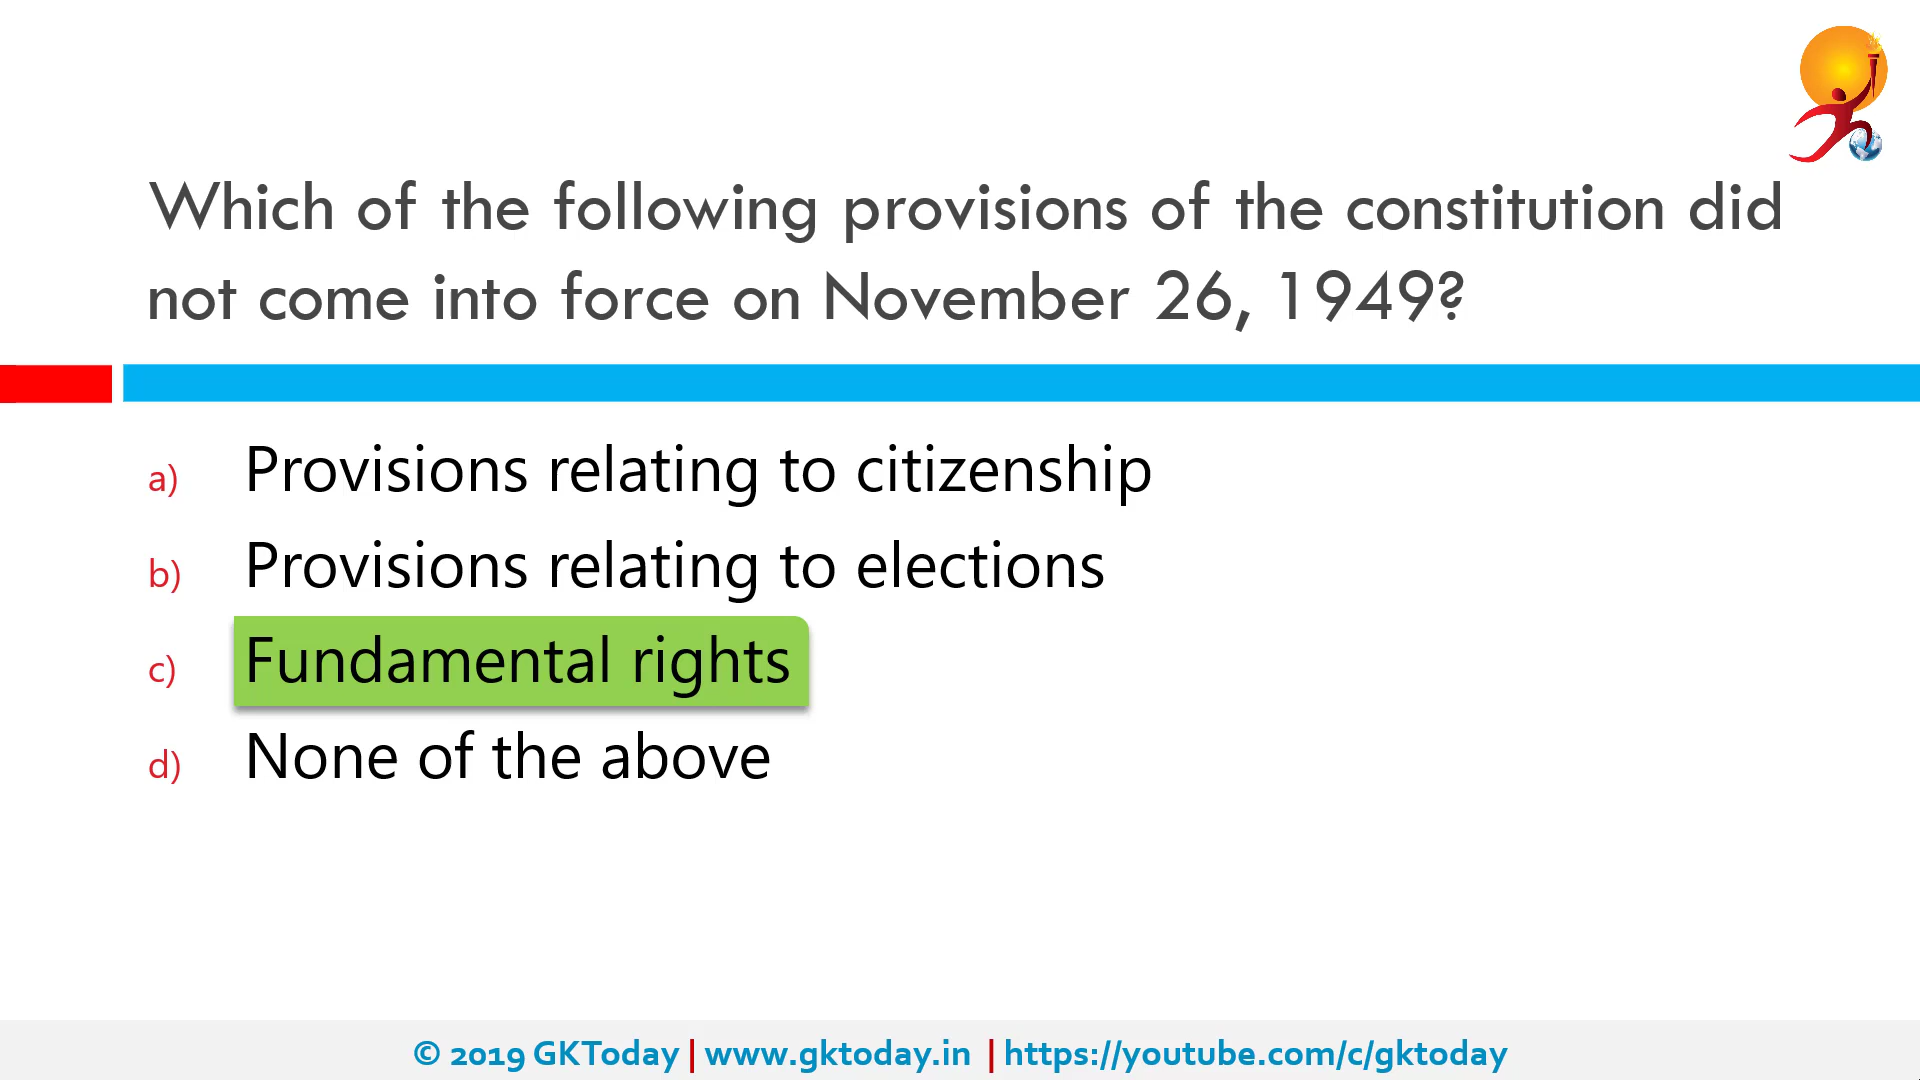 Which of the following provisions of the constitution did
not come into force on November 26, 1949?
a) Provisions relating to citizenship
b) Provisions relating to elections
c) Fundamental rights
d) None of the above
© 2019 GKToday | www.gktoday.in | https://youtube.com/c/gktoday